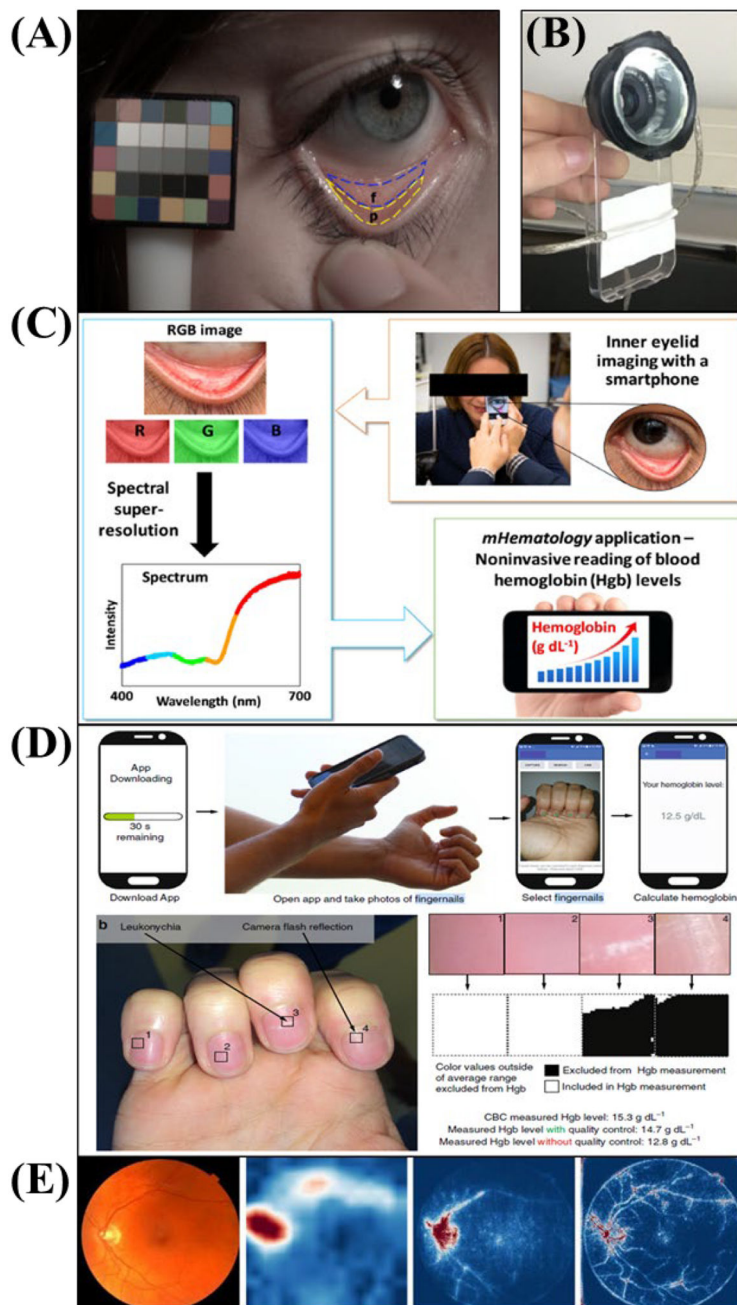 (A)
f
p
(B)
(C)
RGB image
R G B
Spectral
super-
resolution
Spectrum
Intensity
400
Wavelength (nm)
700
Inner eyelid
imaging with a
smartphone
mHematology application –
Noninvasive reading of blood
hemoglobin (Hgb) levels
Hemoglobin
(g dL⁻¹)
(D)
App
Downloading
30 s
remaining
Download App
Open app and take photos of fingernails
Select fingernails
Your hemoglobin level:
12.5 g/dL
Calculate hemoglobin
b
Leukonychia
Camera flash reflection
1
2
3
4
1 2 3 4
Color values outside
of average range
excluded from Hgb
Excluded from Hgb measurement
Included in Hgb measurement
CBC measured Hgb level: 15.3 g dL⁻¹
Measured Hgb level with quality control: 14.7 g dL⁻¹
Measured Hgb level without quality control: 12.8 g dL⁻¹
(E)